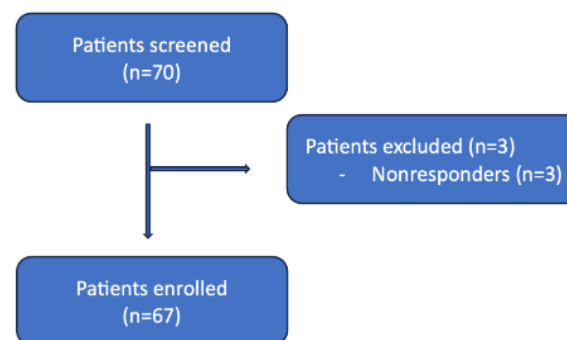 Patients screened
(n=70)
Patients excluded (n=3)
- Nonresponders (n=3)
Patients enrolled
(n=67)